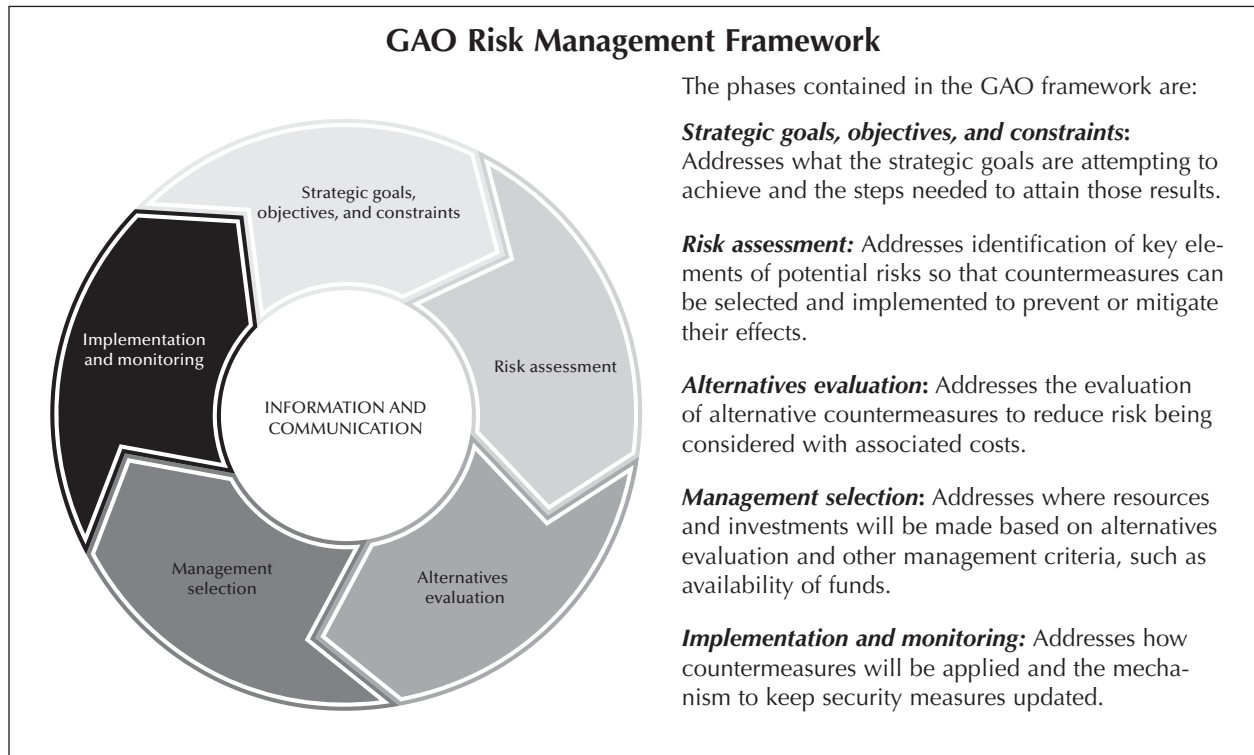 GAO Risk Management Framework
Strategic goals,
objectives, and constraints
Risk assessment
Alternatives
evaluation
Management
selection
Implementation
and monitoring
INFORMATION AND
COMMUNICATION
The phases contained in the GAO framework are:
Strategic goals, objectives, and constraints:
Addresses what the strategic goals are attempting to
achieve and the steps needed to attain those results.
Risk assessment: Addresses identification of key ele-
ments of potential risks so that countermeasures can
be selected and implemented to prevent or mitigate
their effects.
Alternatives evaluation: Addresses the evaluation
of alternative countermeasures to reduce risk being
considered with associated costs.
Management selection: Addresses where resources
and investments will be made based on alternatives
evaluation and other management criteria, such as
availability of funds.
Implementation and monitoring: Addresses how
countermeasures will be applied and the mecha-
nism to keep security measures updated.